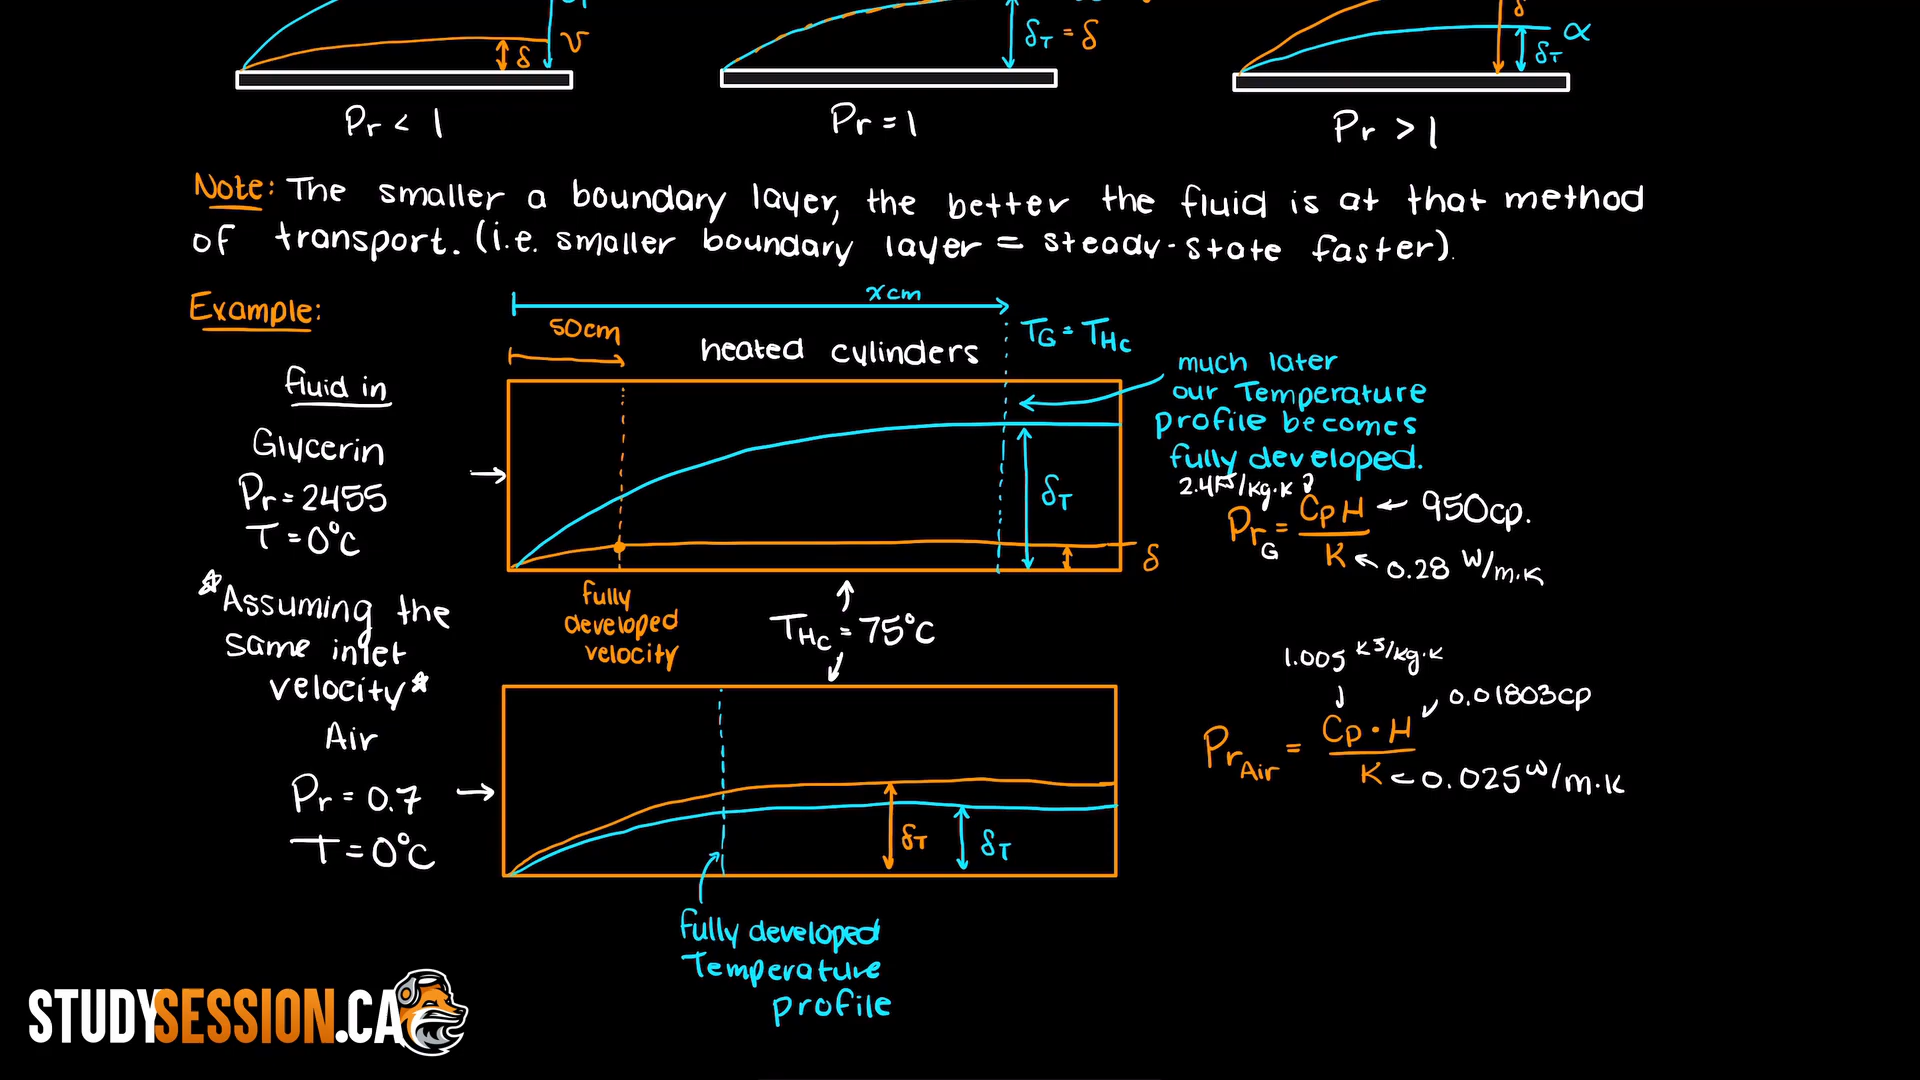 δ
ν
δT = δ
δ
α
δT
Pr < 1
Pr = 1
Pr > 1
Note: The smaller a boundary layer, the better the fluid is at that method
of transport. (i.e. smaller boundary layer = steady-state faster).
Example:
x cm
50cm
heated cylinders
TG = THC
much later
our Temperature
profile becomes
fully developed.
fluid in
Glycerin
Pr = 2455
T = 0°C
δT
δ
2.4KJ/kg.K
PrG = CpM ← 950cp.
K ← 0.28 W/m.K
*Assuming the
same inlet
velocity*
fully
developed
velocity
THC = 75°C
Air
Pr = 0.7
T = 0°C
δT
δT
1.005 KJ/kg.K
0.01803cp
PrAir = Cp · M
K ← 0.025 W/m.K
fully developed
Temperature
profile
STUDYSESSION.CA